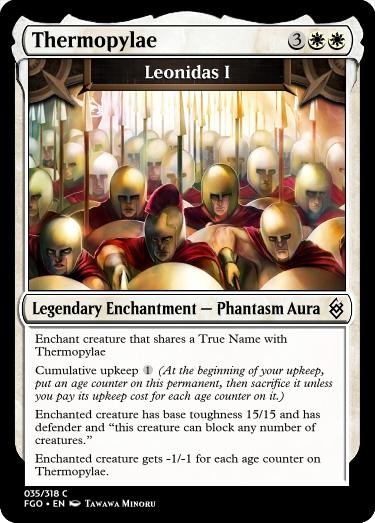 Thermopylae 3
Leonidas I
Legendary Enchantment — Phantasm Aura
Enchant creature that shares a True Name with
Thermopylae
Cumulative upkeep 1 (At the beginning of your upkeep,
put an age counter on this permanent, then sacrifice it unless
you pay its upkeep cost for each age counter on it.)
Enchanted creature has base toughness 15/15 and has
defender and “this creature can block any number of
creatures.”
Enchanted creature gets -1/-1 for each age counter on
Thermopylae.
035/318 C
FGO • EN Tawawa Minoru